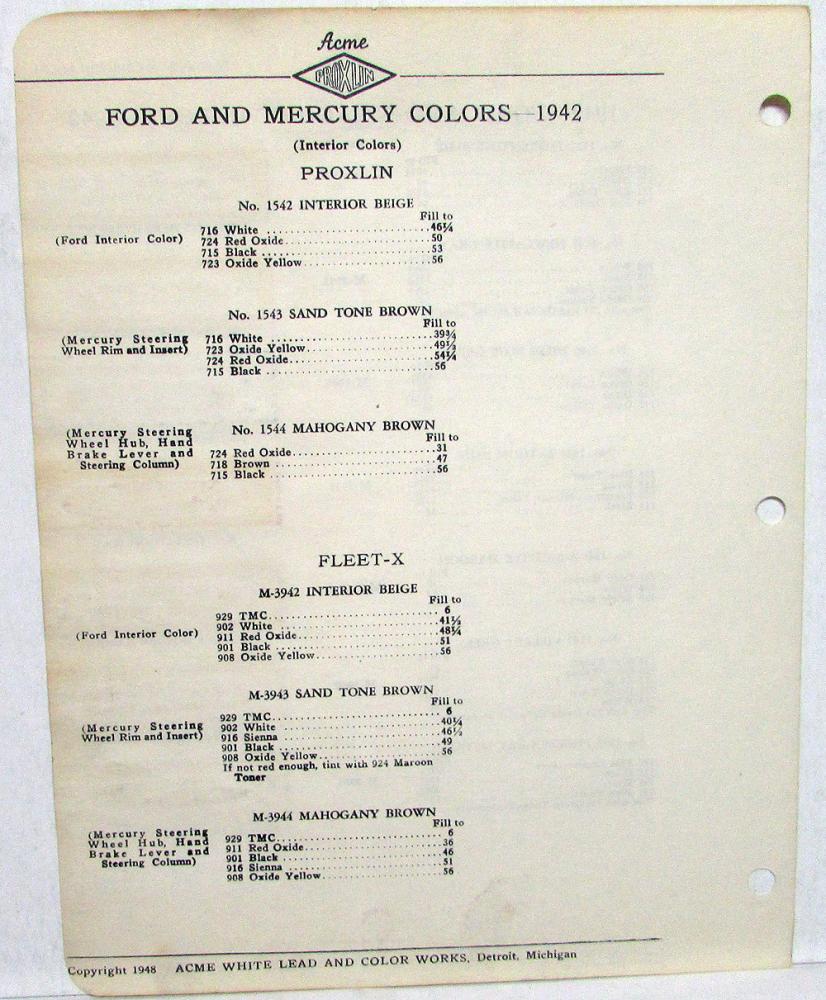 Acme
PROXLIN
FORD AND MERCURY COLORS—1942
(Interior Colors)
PROXLIN
No. 1542 INTERIOR BEIGE
Fill to
(Ford Interior Color)
716 White ........................ 46¼
724 Red Oxide........................ 50
715 Black ........................ 53
723 Oxide Yellow........................ 56
No. 1543 SAND TONE BROWN
Fill to
(Mercury Steering
Wheel Rim and Insert)
716 White ........................ 39¾
723 Oxide Yellow........................ 49⅓
724 Red Oxide........................ 54¼
715 Black ........................ 56
No. 1544 MAHOGANY BROWN
Fill to
(Mercury Steering
Wheel Hub, Hand
Brake Lever and
Steering Column)
724 Red Oxide........................ 31
718 Brown ........................ 47
715 Black ........................ 56
FLEET-X
M-3942 INTERIOR BEIGE
Fill to
(Ford Interior Color)
929 TMC........................ 6
902 White ........................ 41⅓
911 Red Oxide........................ 48¼
901 Black ........................ 51
908 Oxide Yellow........................ 56
M-3943 SAND TONE BROWN
Fill to
(Mercury Steering
Wheel Rim and Insert)
929 TMC........................ 6
902 White ........................ 40¼
916 Sienna ........................ 46½
901 Black ........................ 49
908 Oxide Yellow........................ 56
If not red enough, tint with 924 Maroon
Toner
M-3944 MAHOGANY BROWN
Fill to
(Mercury Steering
Wheel Hub, Hand
Brake Lever and
Steering Column)
929 TMC........................ 6
911 Red Oxide........................ 36
901 Black ........................ 46
916 Sienna ........................ 51
908 Oxide Yellow........................ 56
Copyright 1948 ACME WHITE LEAD AND COLOR WORKS, Detroit, Michigan